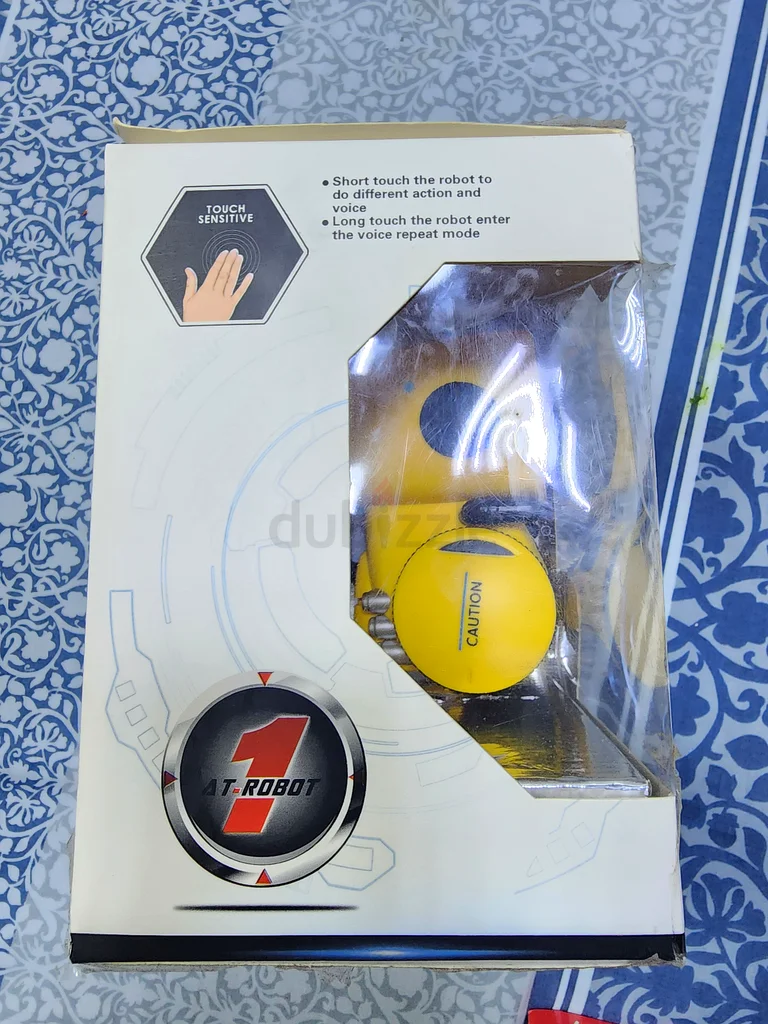 TOUCH
SENSITIVE
• Short touch the robot to
do different action and
voice
• Long touch the robot enter
the voice repeat mode
dubizzle
CAUTION
1
AT-ROBOT